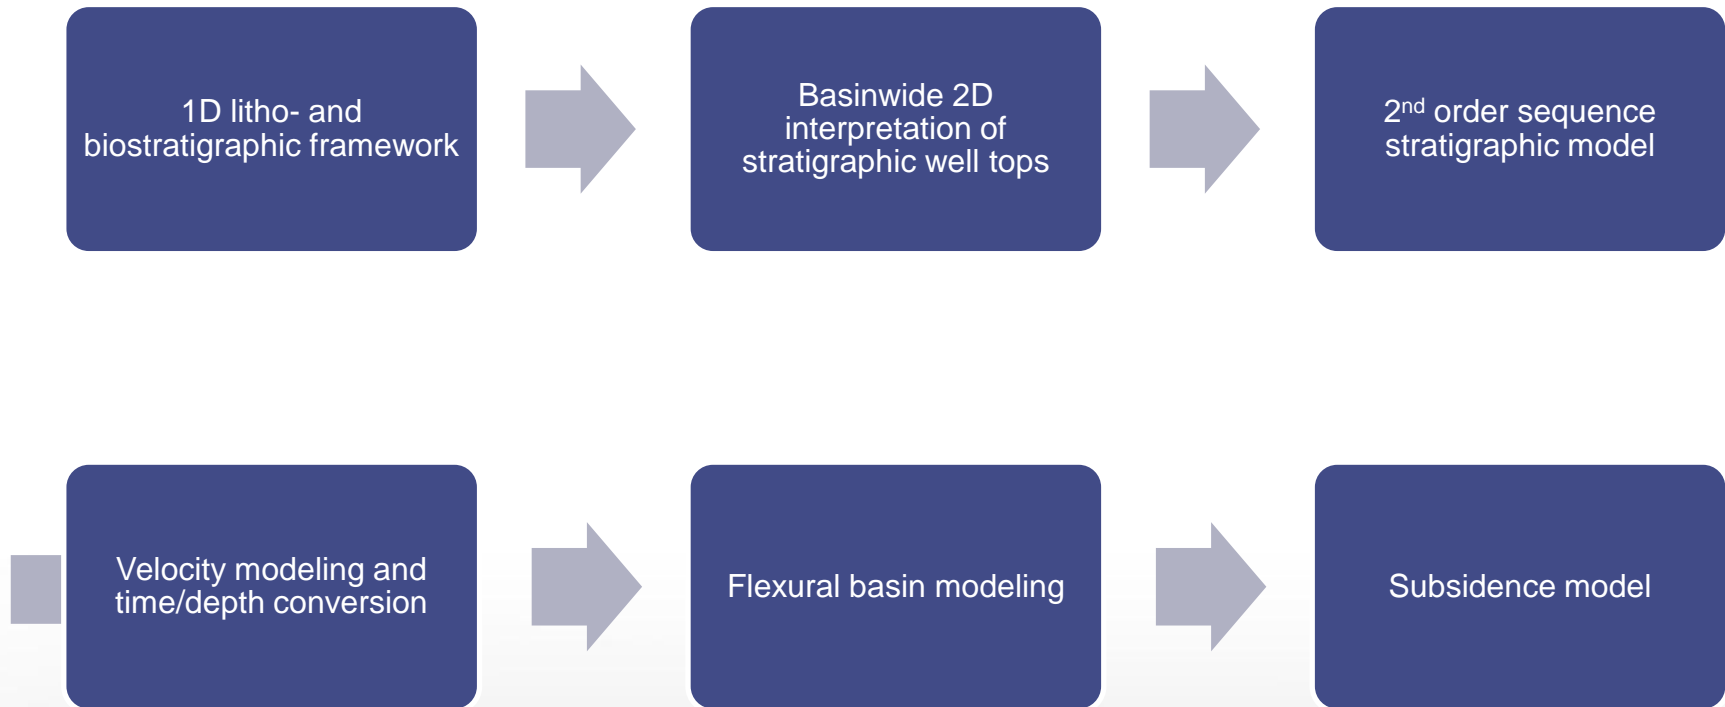 1D litho- and
biostratigraphic framework
Basinwide 2D
interpretation of
stratigraphic well tops
2nd order sequence
stratigraphic model
Velocity modeling and
time/depth conversion
Flexural basin modeling
Subsidence model